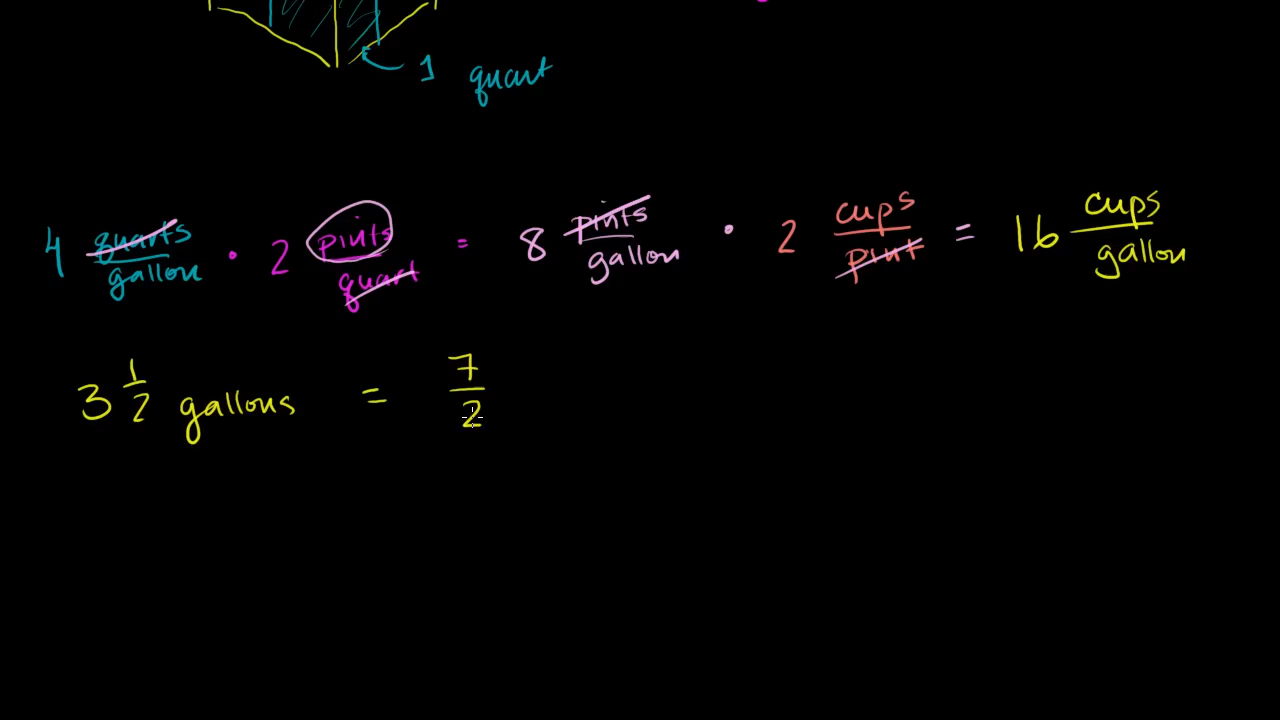 1 quart
4 quarts/gallon · 2 pints/quart = 8 pints/gallon · 2 cups/pint = 16 cups/gallon
3 1/2 gallons = 7/2